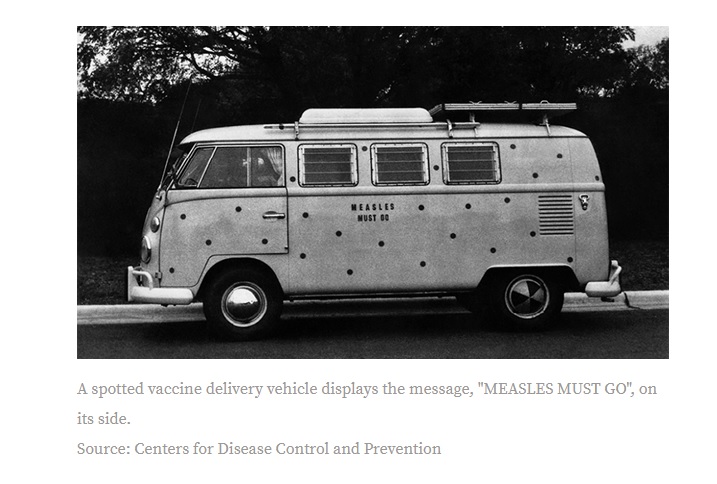 MEASLES
MUST GO
A spotted vaccine delivery vehicle displays the message, "MEASLES MUST GO", on
its side.
Source: Centers for Disease Control and Prevention